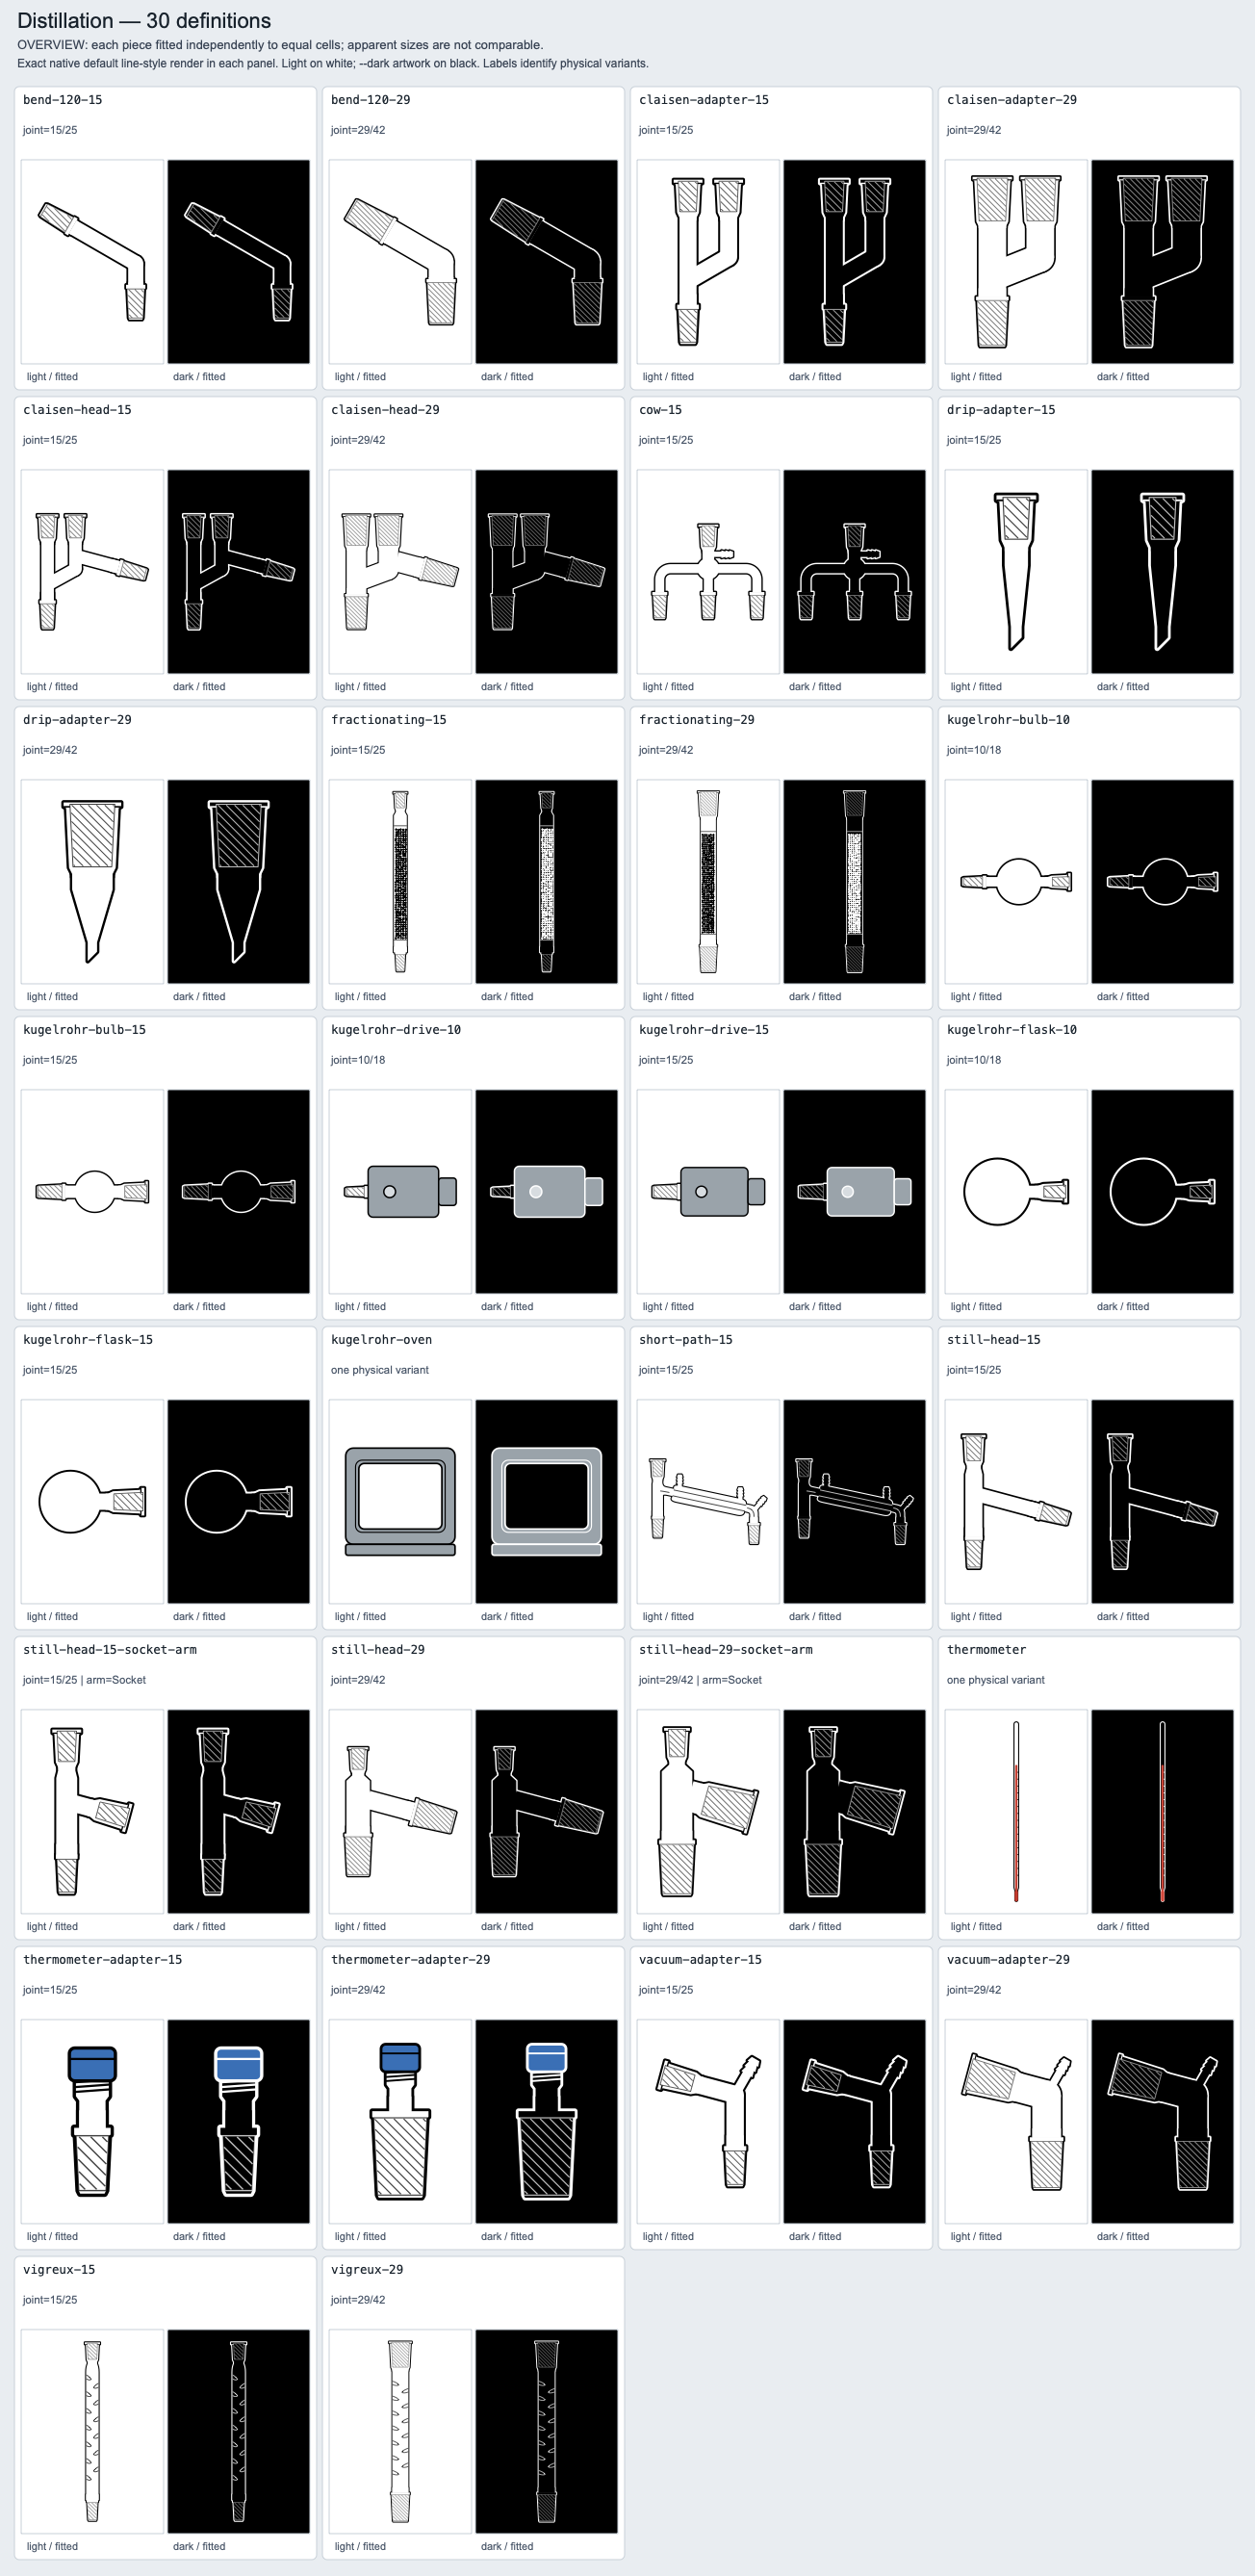 Distillation — 30 definitions
OVERVIEW: each piece fitted independently to equal cells; apparent sizes are not comparable.
Exact native default line-style render in each panel. Light on white; --dark artwork on black. Labels identify physical variants.
bend-120-15
joint=15/25
light / fitted
dark / fitted
bend-120-29
joint=29/42
light / fitted
dark / fitted
claisen-adapter-15
joint=15/25
light / fitted
dark / fitted
claisen-adapter-29
joint=29/42
light / fitted
dark / fitted
claisen-head-15
joint=15/25
light / fitted
dark / fitted
claisen-head-29
joint=29/42
light / fitted
dark / fitted
cow-15
joint=15/25
light / fitted
dark / fitted
drip-adapter-15
joint=15/25
light / fitted
dark / fitted
drip-adapter-29
joint=29/42
light / fitted
dark / fitted
fractionating-15
joint=15/25
light / fitted
dark / fitted
fractionating-29
joint=29/42
light / fitted
dark / fitted
kugelrohr-bulb-10
joint=10/18
light / fitted
dark / fitted
kugelrohr-bulb-15
joint=15/25
light / fitted
dark / fitted
kugelrohr-drive-10
joint=10/18
light / fitted
dark / fitted
kugelrohr-drive-15
joint=15/25
light / fitted
dark / fitted
kugelrohr-flask-10
joint=10/18
light / fitted
dark / fitted
kugelrohr-flask-15
joint=15/25
light / fitted
dark / fitted
kugelrohr-oven
one physical variant
light / fitted
dark / fitted
short-path-15
joint=15/25
light / fitted
dark / fitted
still-head-15
joint=15/25
light / fitted
dark / fitted
still-head-15-socket-arm
joint=15/25 | arm=Socket
light / fitted
dark / fitted
still-head-29
joint=29/42
light / fitted
dark / fitted
still-head-29-socket-arm
joint=29/42 | arm=Socket
light / fitted
dark / fitted
thermometer
one physical variant
light / fitted
dark / fitted
thermometer-adapter-15
joint=15/25
light / fitted
dark / fitted
thermometer-adapter-29
joint=29/42
light / fitted
dark / fitted
vacuum-adapter-15
joint=15/25
light / fitted
dark / fitted
vacuum-adapter-29
joint=29/42
light / fitted
dark / fitted
vigreux-15
joint=15/25
light / fitted
dark / fitted
vigreux-29
joint=29/42
light / fitted
dark / fitted